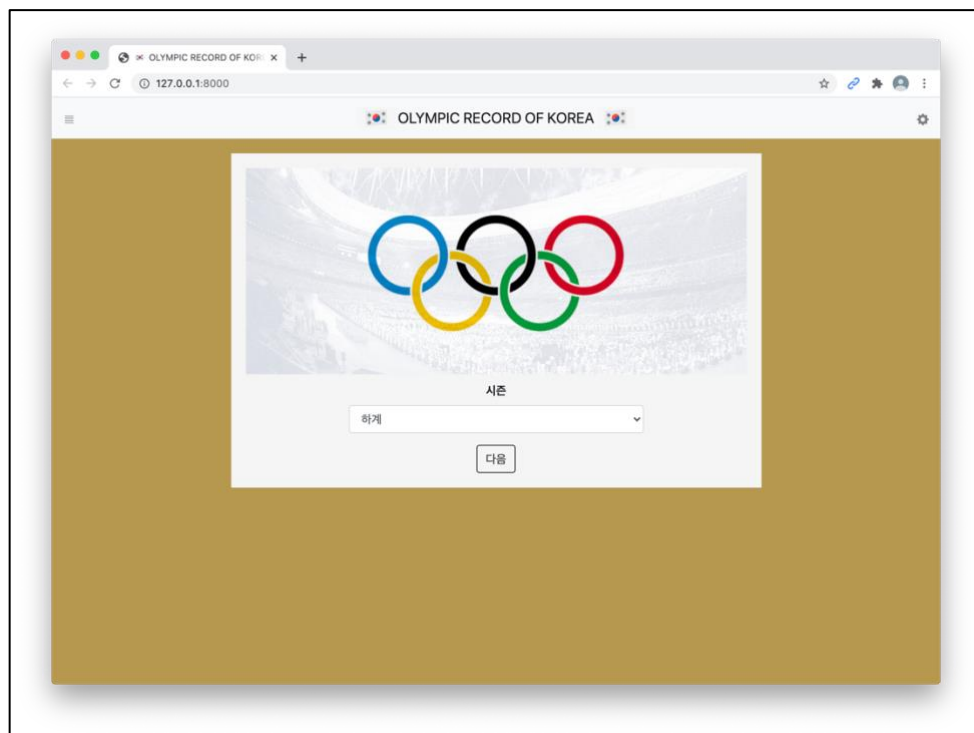 OLYMPIC RECORD OF KOR
127.0.0.1:8000
OLYMPIC RECORD OF KOREA
시즌
하계
다음